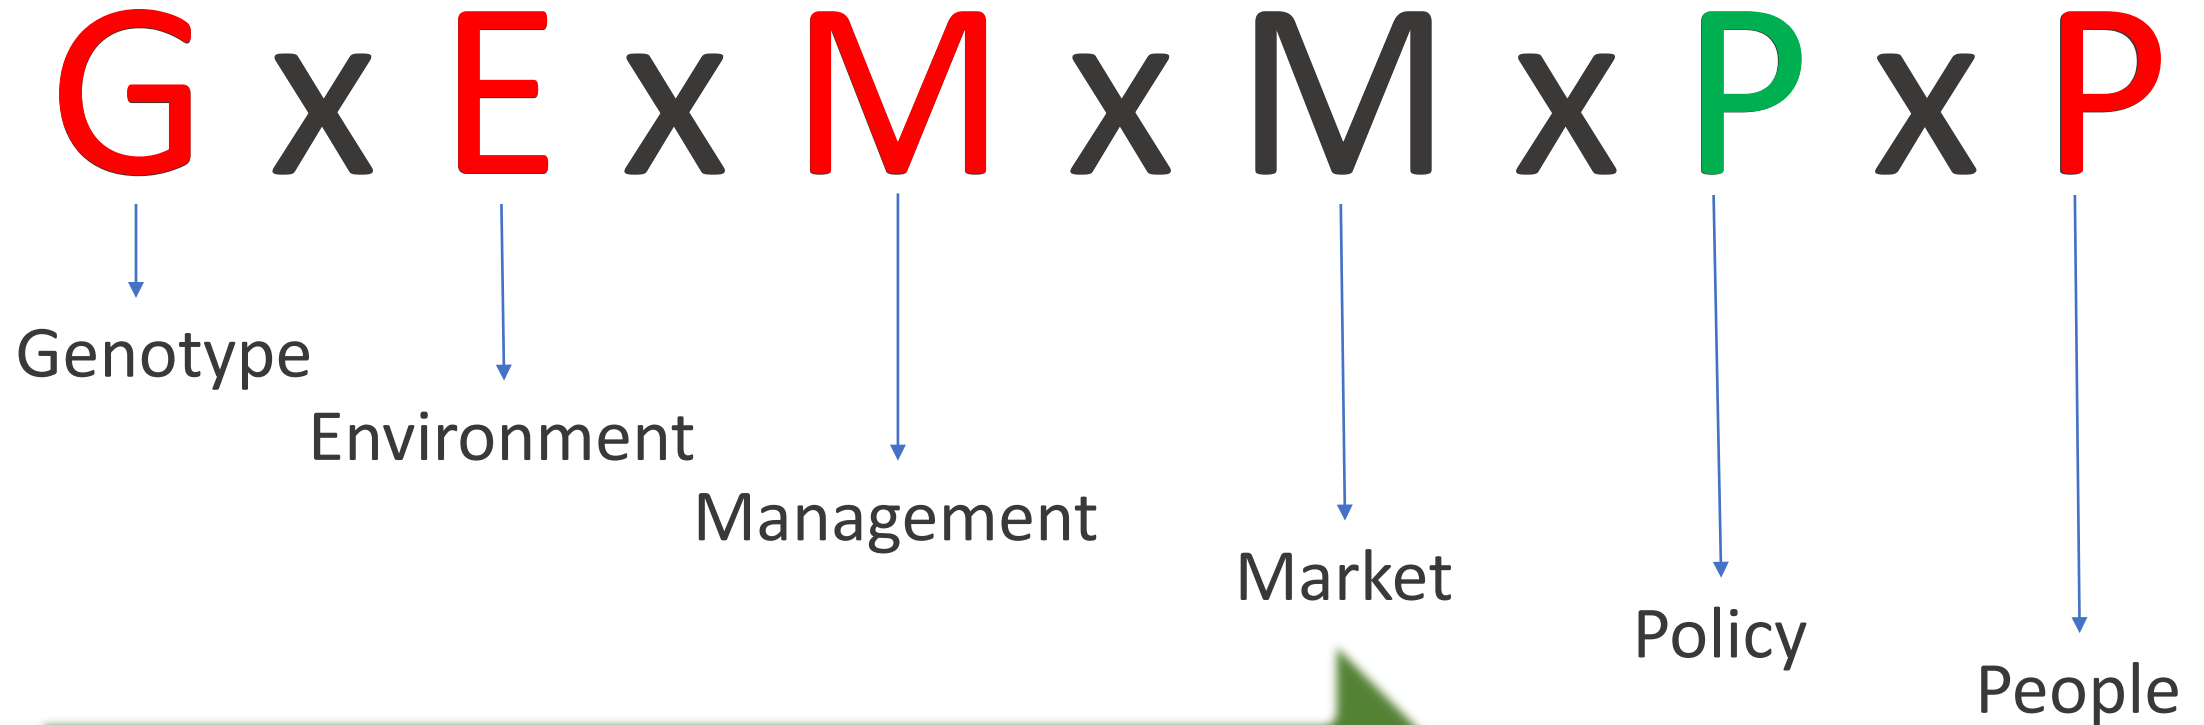 G x E x M x M x P x P
Genotype
Environment
Management
Market
Policy
People